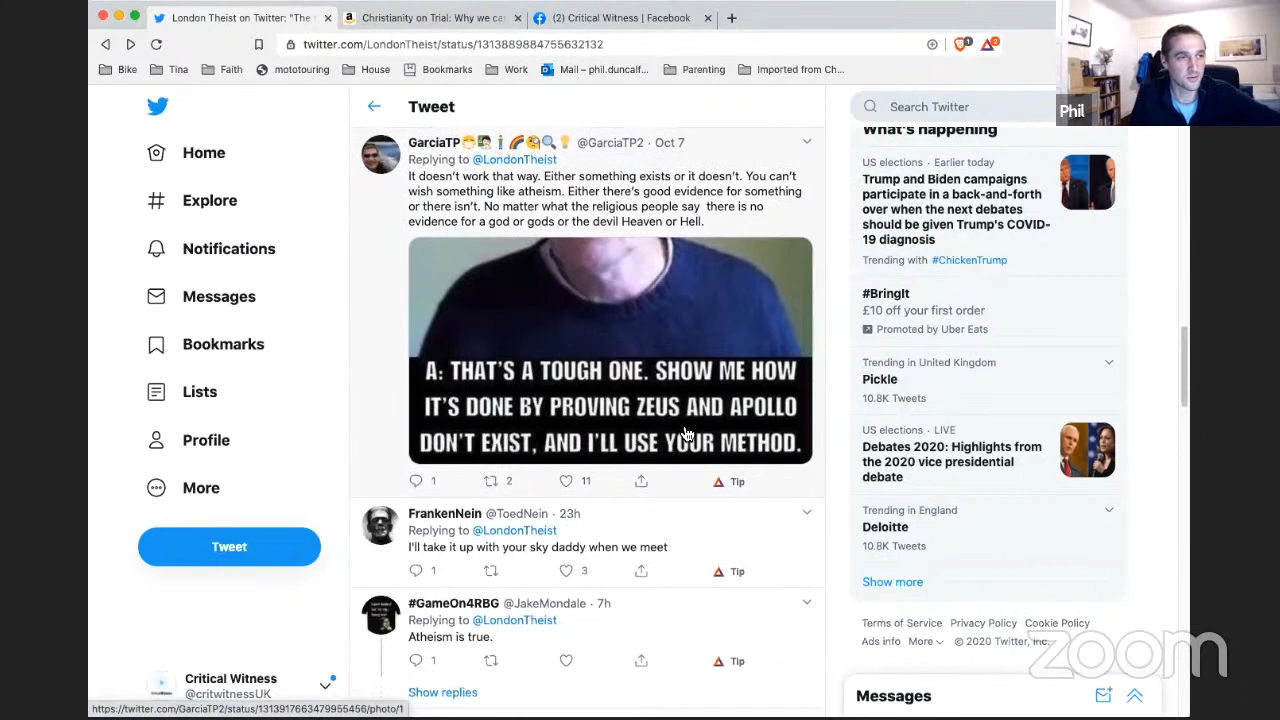 London Theist on Twitter: "The
Christianity on Trial: Why we ca
(2) Critical Witness | Facebook
twitter.com/LondonTheist/status/1313889884755632132
1
2
Bike
Tina
Faith
mototouring
House
Bookmarks
Work
Mail – phil.duncalf...
Parenting
Imported from Ch...
Phil
Home
Explore
Notifications
Messages
Bookmarks
Lists
Profile
More
Tweet
Critical Witness
@critwitnessUK
https://twitter.com/GarciaTP2/status/1313917663479955456/photo/1
Tweet
GarciaTP @GarciaTP2 · Oct 7
Replying to @LondonTheist
It doesn't work that way. Either something exists or it doesn't. You can't
wish something like atheism. Either there's good evidence for something
or there isn't. No matter what the religious people say there is no
evidence for a god or gods or the devil Heaven or Hell.
A: THAT'S A TOUGH ONE. SHOW ME HOW
IT'S DONE BY PROVING ZEUS AND APOLLO
DON'T EXIST, AND I'LL USE YOUR METHOD.
1 2 11 Tip
FrankenNein @ToedNein · 23h
Replying to @LondonTheist
I'll take it up with your sky daddy when we meet
1 3 Tip
#GameOn4RBG @JakeMondale · 7h
Replying to @LondonTheist
Atheism is true.
1 Tip
Show replies
Search Twitter
What's happening
US elections · Earlier today
Trump and Biden campaigns
participate in a back-and-forth
over when the next debates
should be given Trump's COVID-
19 diagnosis
Trending with #ChickenTrump
#BringIt
£10 off your first order
Promoted by Uber Eats
Trending in United Kingdom
Pickle
10.8K Tweets
US elections · LIVE
Debates 2020: Highlights from
the 2020 vice presidential
debate
Trending in England
Deloitte
10.8K Tweets
Show more
Terms of Service Privacy Policy Cookie Policy
Ads info More © 2020 Twitter, Inc.
zoom
Messages